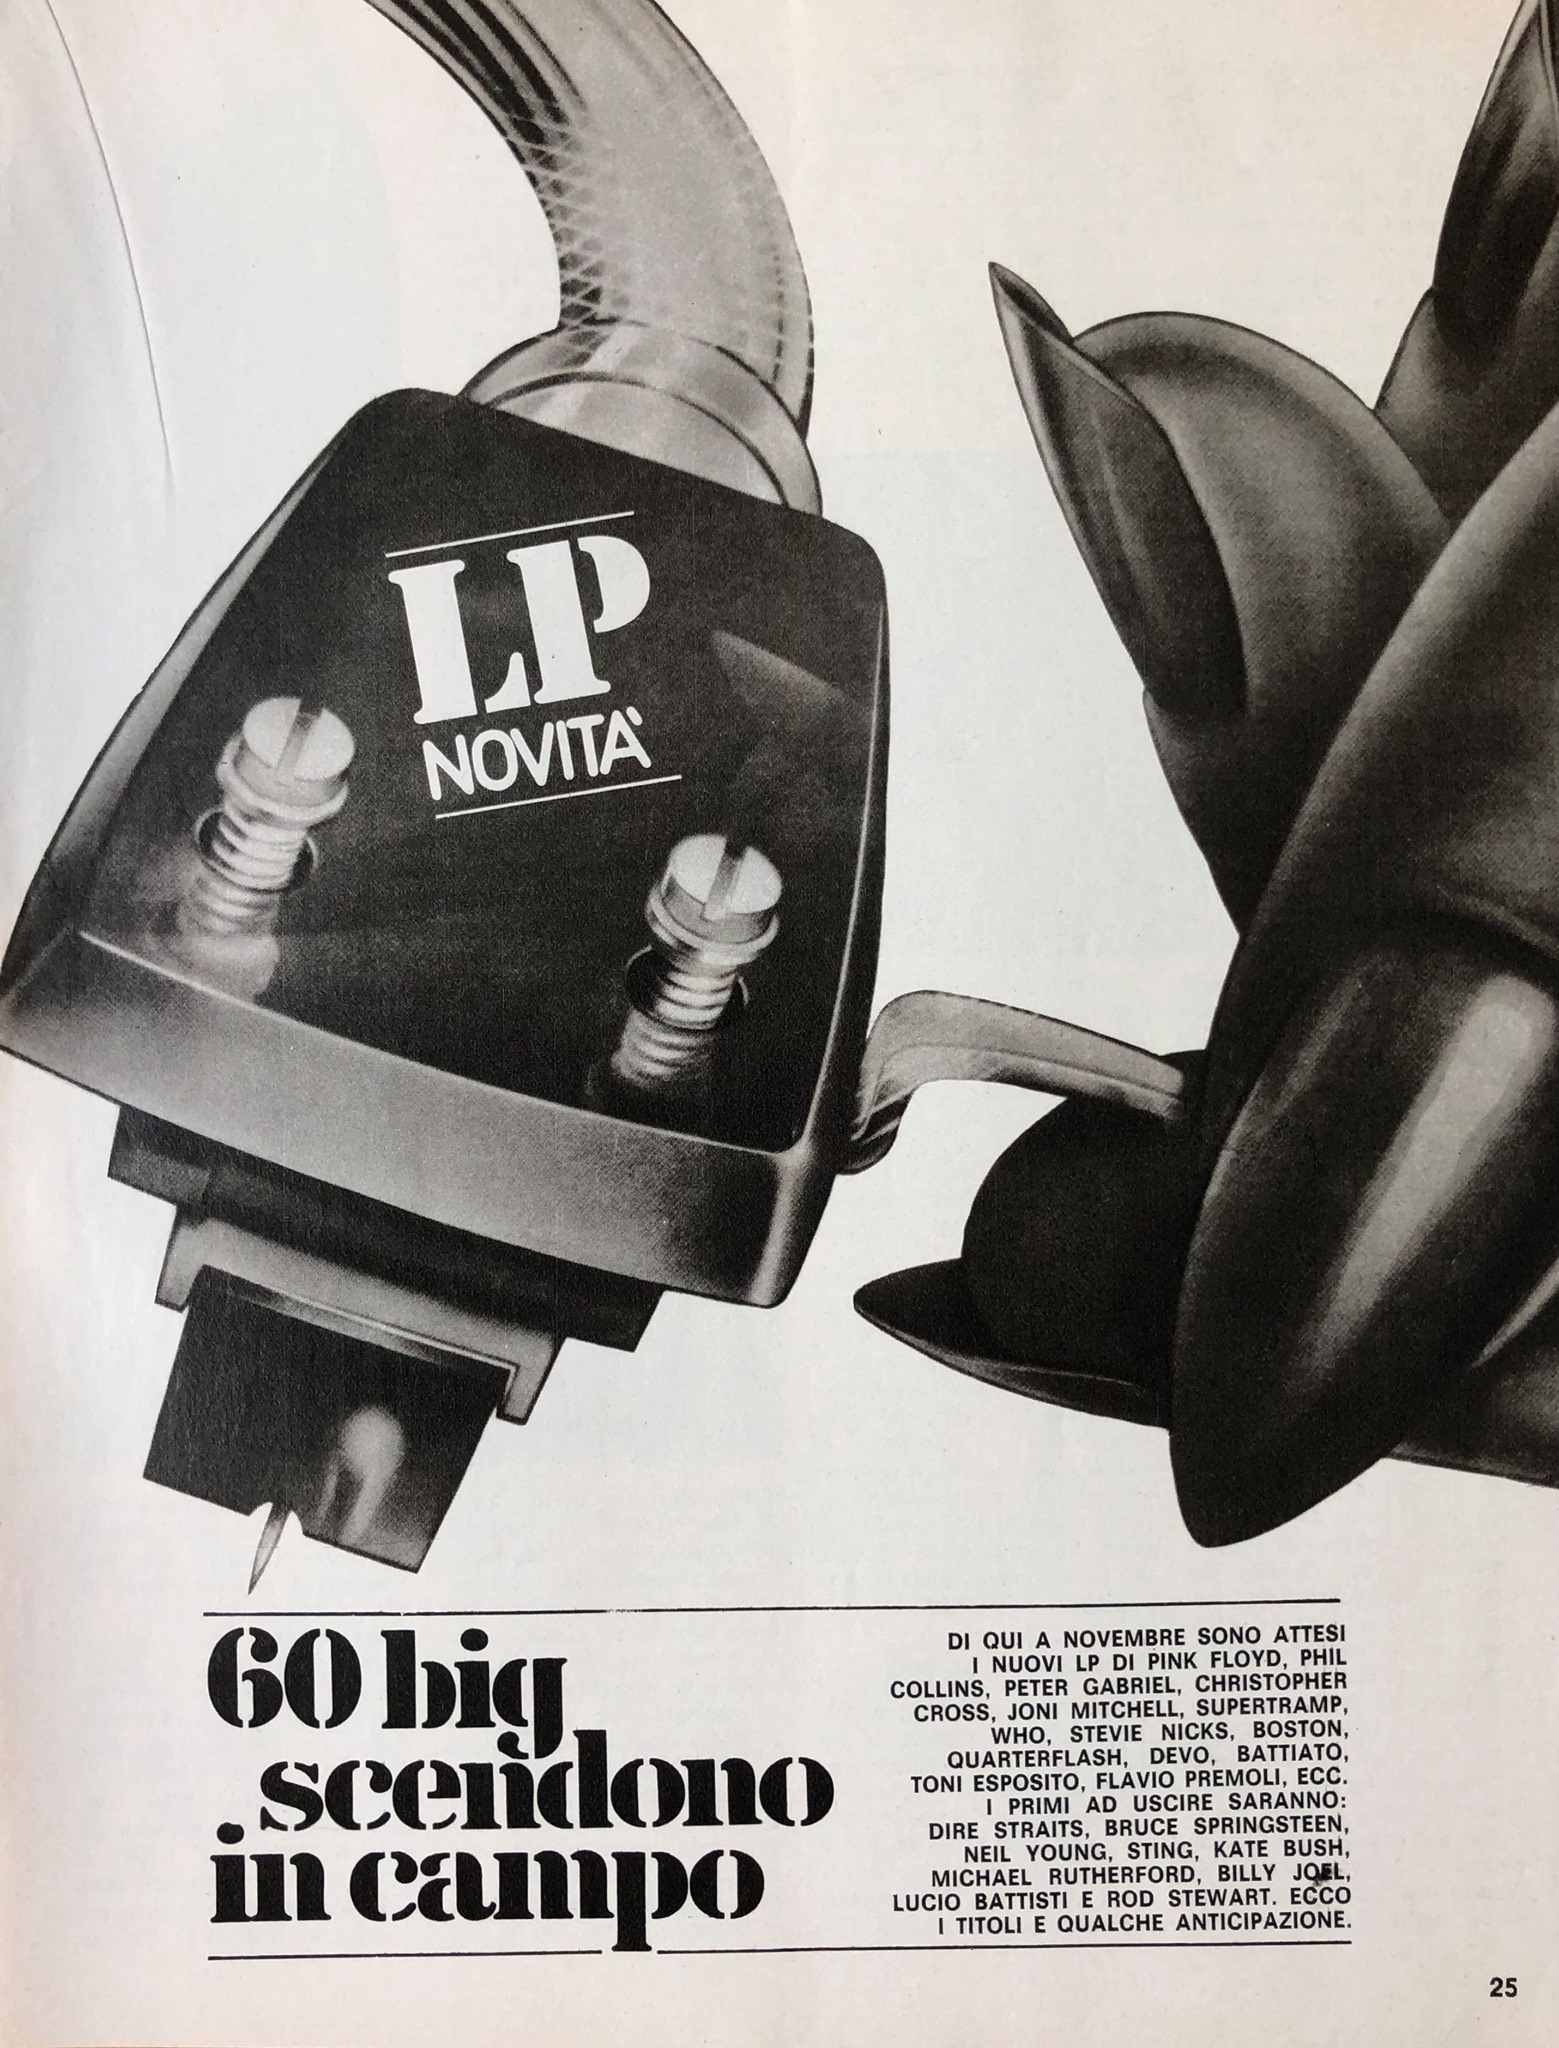 LP
NOVITÀ
60 big
scendono
in campo
DI QUI A NOVEMBRE SONO ATTESI
I NUOVI LP DI PINK FLOYD, PHIL
COLLINS, PETER GABRIEL, CHRISTOPHER
CROSS, JONI MITCHELL, SUPERTRAMP,
WHO, STEVIE NICKS, BOSTON,
QUARTERFLASH, DEVO, BATTIATO,
TONI ESPOSITO, FLAVIO PREMOLI, ECC.
I PRIMI AD USCIRE SARANNO:
DIRE STRAITS, BRUCE SPRINGSTEEN,
NEIL YOUNG, STING, KATE BUSH,
MICHAEL RUTHERFORD, BILLY JOEL,
LUCIO BATTISTI E ROD STEWART. ECCO
I TITOLI E QUALCHE ANTICIPAZIONE.
25